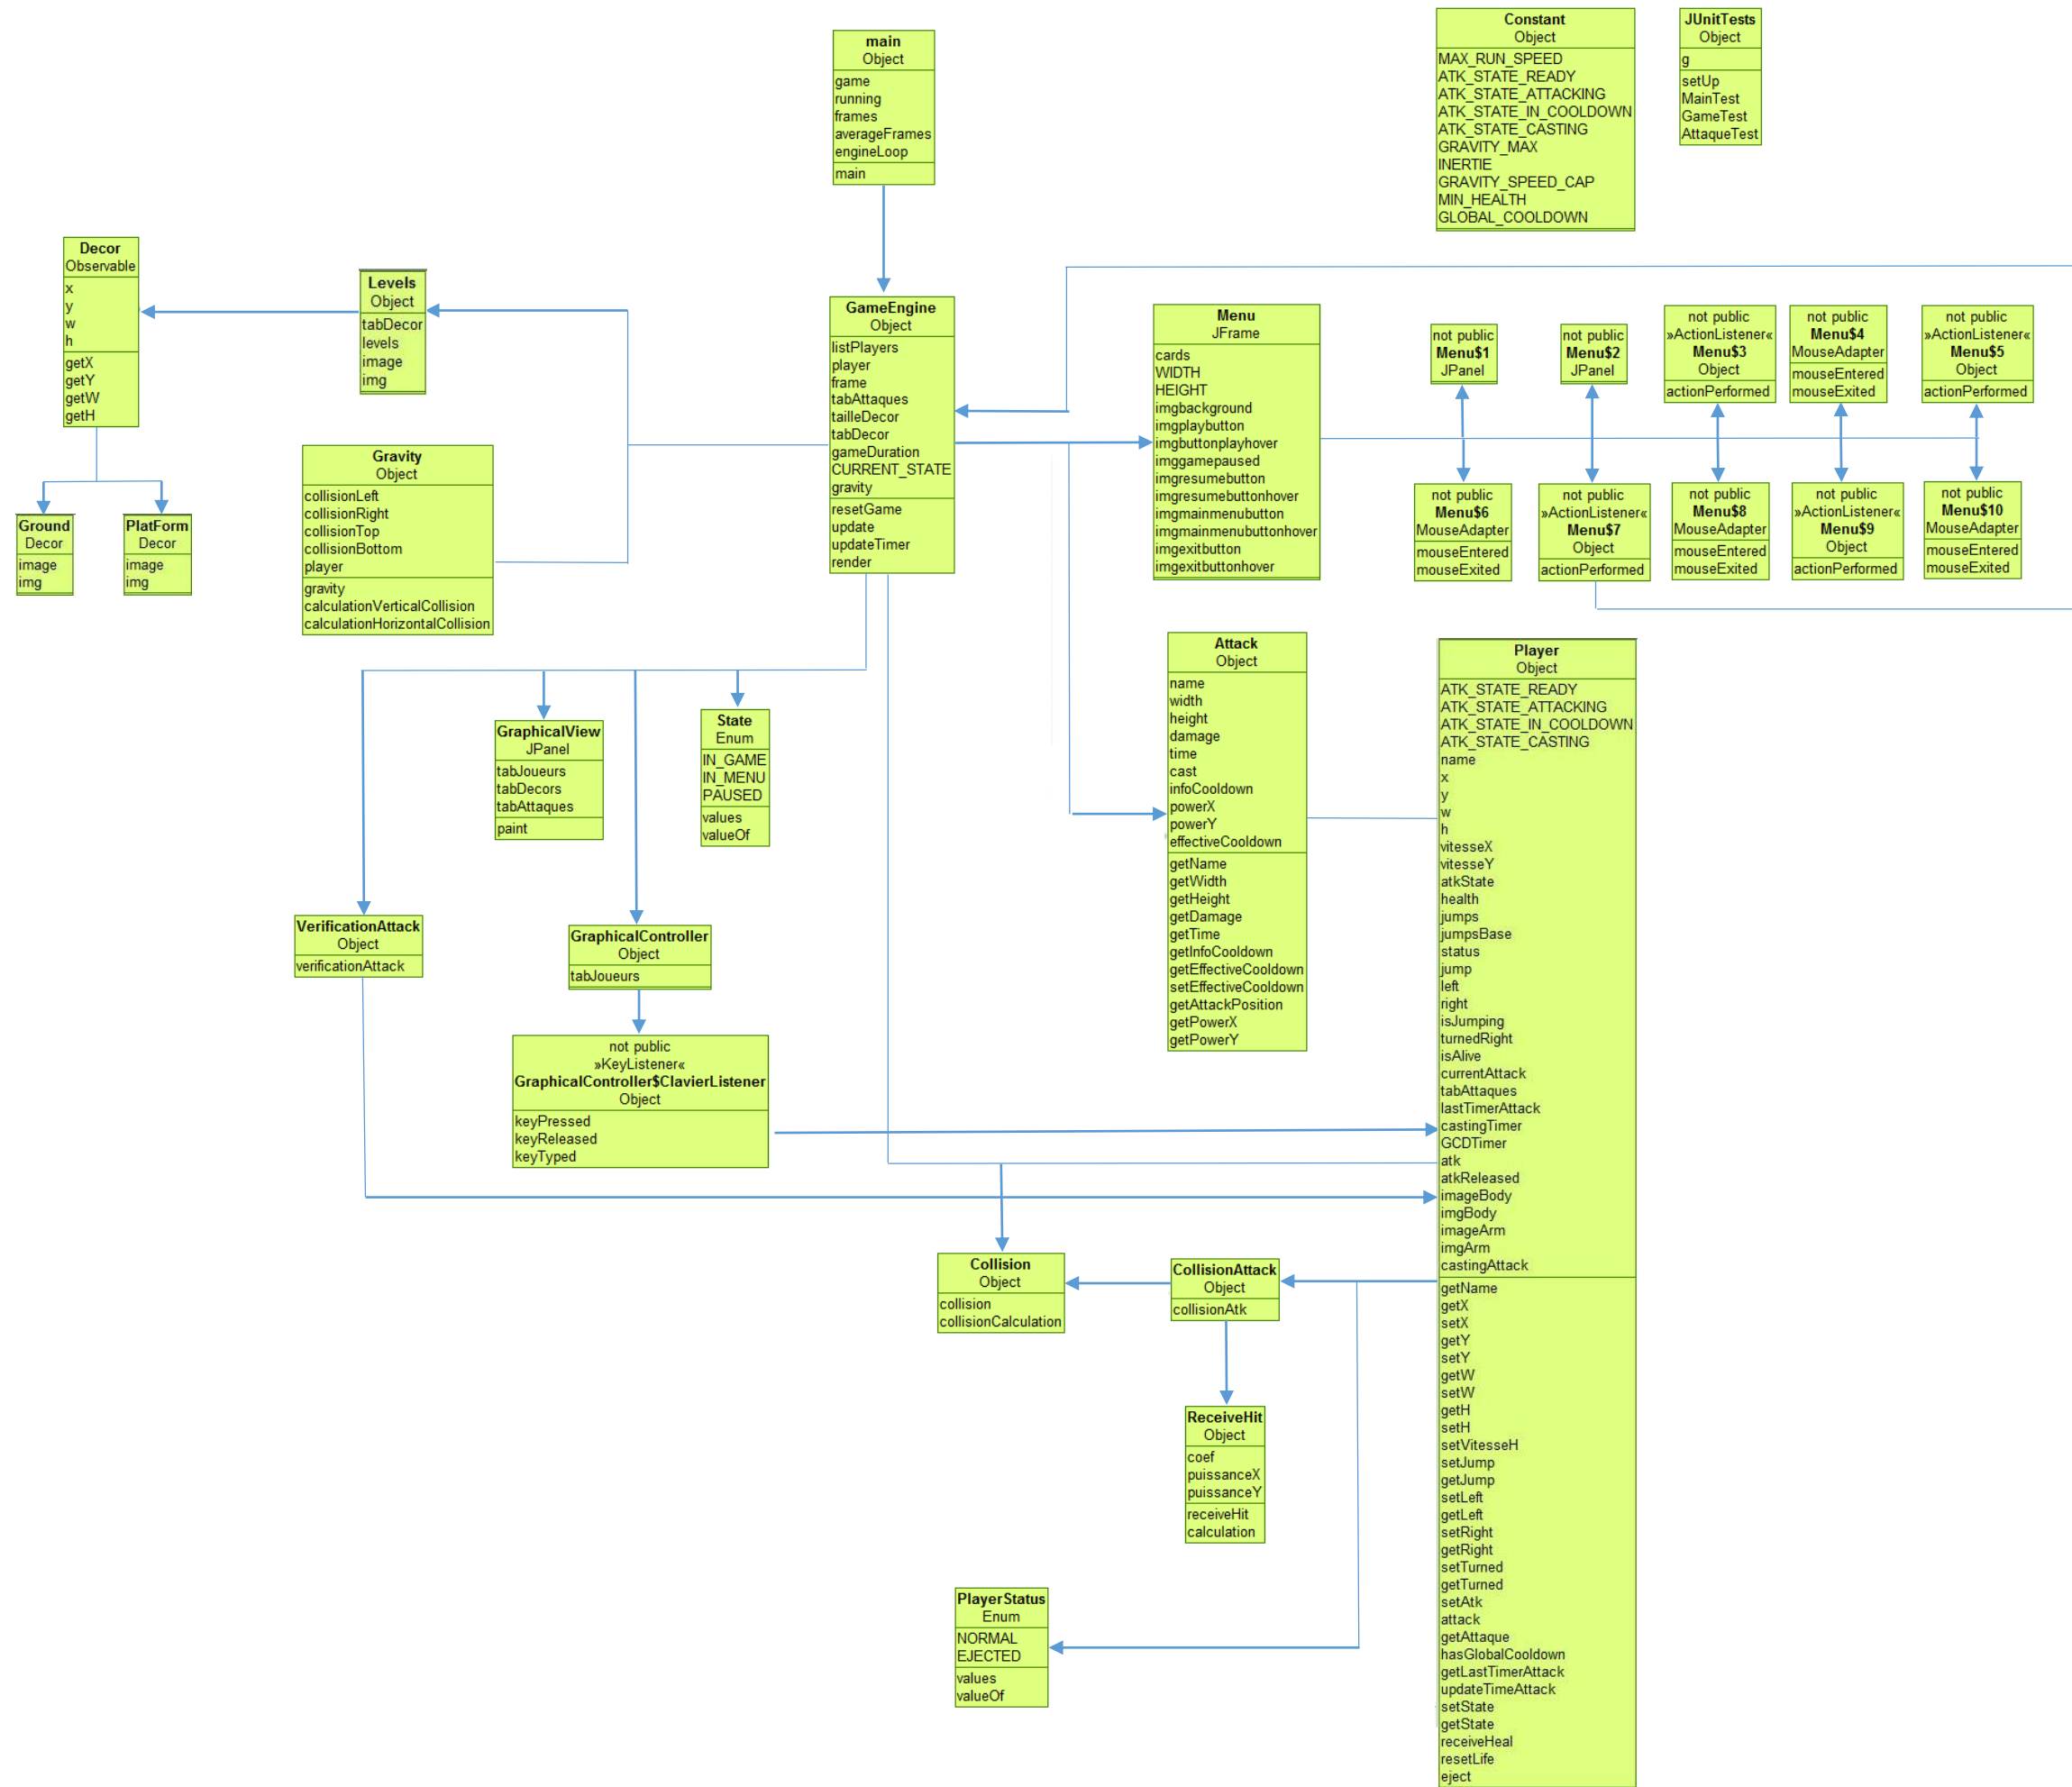 main
Object
game
running
frames
averageFrames
engineLoop
main
Constant
Object
MAX_RUN_SPEED
ATK_STATE_READY
ATK_STATE_ATTACKING
ATK_STATE_IN_COOLDOWN
ATK_STATE_CASTING
GRAVITY_MAX
INERTIE
GRAVITY_SPEED_CAP
MIN_HEALTH
GLOBAL_COOLDOWN
JUnitTests
Object
g
setUp
MainTest
GameTest
AttaqueTest
Decor
Observable
x
y
w
h
getX
getY
getW
getH
Levels
Object
tabDecor
levels
image
img
GameEngine
Object
listPlayers
player
frame
tabAttaques
tailleDecor
tabDecor
gameDuration
CURRENT_STATE
gravity
resetGame
update
updateTimer
render
Menu
JFrame
cards
WIDTH
HEIGHT
imgbackground
imgplaybutton
imgbuttonplayhover
imggamepaused
imgresumebutton
imgresumebuttonhover
imgmainmenubutton
imgmainmenubuttonhover
imgexitbutton
imgexitbuttonhover
not public
Menu$1
JPanel
not public
Menu$2
JPanel
not public
»ActionListener«
Menu$3
Object
actionPerformed
not public
Menu$4
MouseAdapter
mouseEntered
mouseExited
not public
»ActionListener«
Menu$5
Object
actionPerformed
not public
Menu$6
MouseAdapter
mouseEntered
mouseExited
not public
»ActionListener«
Menu$7
Object
actionPerformed
not public
Menu$8
MouseAdapter
mouseEntered
mouseExited
not public
»ActionListener«
Menu$9
Object
actionPerformed
not public
Menu$10
MouseAdapter
mouseEntered
mouseExited
Gravity
Object
collisionLeft
collisionRight
collisionTop
collisionBottom
player
gravity
calculationVerticalCollision
calculationHorizontalCollision
Ground
Decor
image
img
PlatForm
Decor
image
img
Attack
Object
name
width
height
damage
time
cast
infoCooldown
powerX
powerY
effectiveCooldown
getName
getWidth
getHeight
getDamage
getTime
getInfoCooldown
getEffectiveCooldown
setEffectiveCooldown
getAttackPosition
getPowerX
getPowerY
Player
Object
ATK_STATE_READY
ATK_STATE_ATTACKING
ATK_STATE_IN_COOLDOWN
ATK_STATE_CASTING
name
x
y
w
h
vitesseX
vitesseY
atkState
health
jumps
jumpsBase
status
jump
left
right
isJumping
turnedRight
isAlive
currentAttack
tabAttaques
lastTimerAttack
castingTimer
GCDTimer
atk
atkReleased
imageBody
imgBody
imageArm
imgArm
castingAttack
getName
getX
setX
getY
setY
getW
setW
getH
setH
setVitesseH
setJump
getJump
setLeft
getLeft
setRight
getRight
setTurned
getTurned
setAtk
attack
getAttaque
hasGlobalCooldown
getLastTimerAttack
updateTimeAttack
setState
getState
receiveHeal
resetLife
eject
GraphicalView
JPanel
tabJoueurs
tabDecors
tabAttaques
paint
State
Enum
IN_GAME
IN_MENU
PAUSED
values
valueOf
VerificationAttack
Object
verificationAttack
GraphicalController
Object
tabJoueurs
not public
»KeyListener«
GraphicalController$ClavierListener
Object
keyPressed
keyReleased
keyTyped
Collision
Object
collision
collisionCalculation
CollisionAttack
Object
collisionAtk
ReceiveHit
Object
coef
puissanceX
puissanceY
receiveHit
calculation
PlayerStatus
Enum
NORMAL
EJECTED
values
valueOf